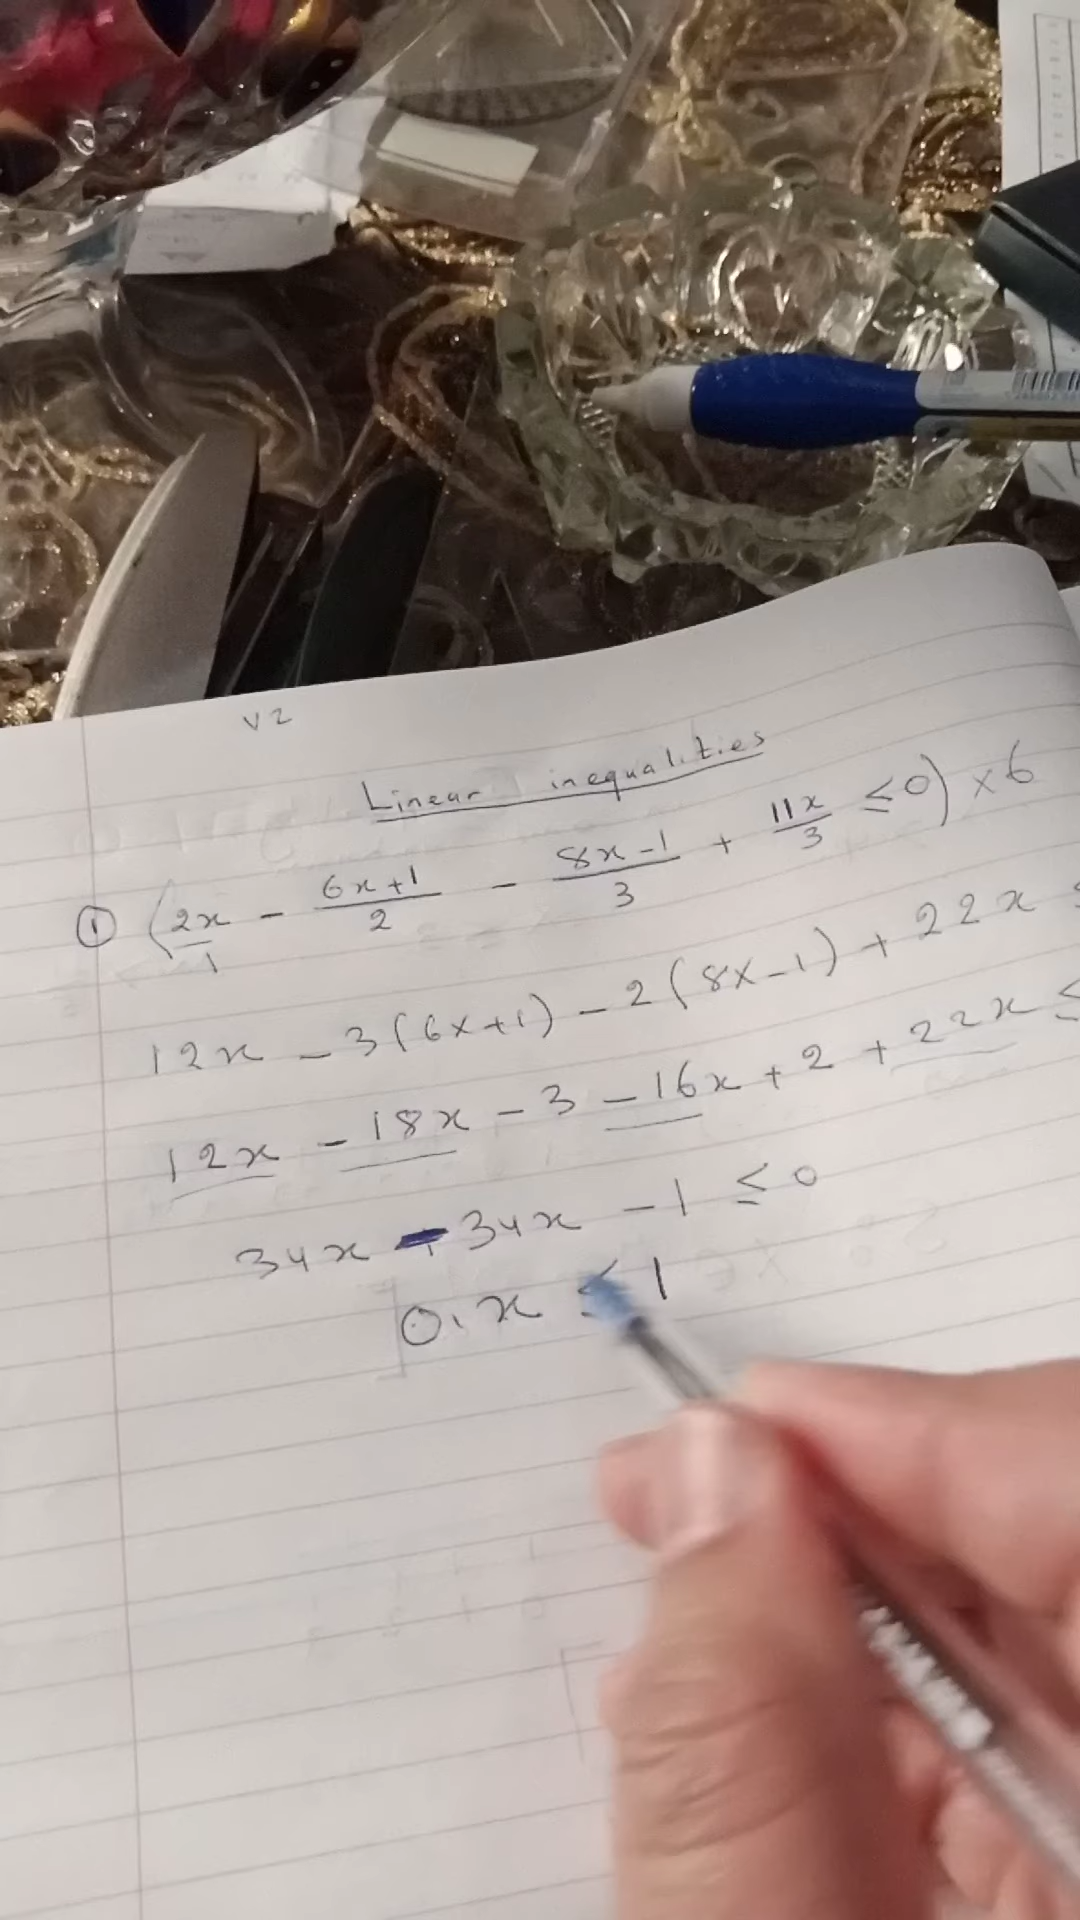 V2
Linear inequalities
① (2x/1 - 6x+1/2 - 8x-1/3 + 11x/3 ≤0) ×6
12x - 3(6x+1) - 2(8x-1) + 22x ≤
12x - 18x - 3 - 16x + 2 + 22x ≤
34x - 34x - 1 ≤ 0
0.x ≤ 1